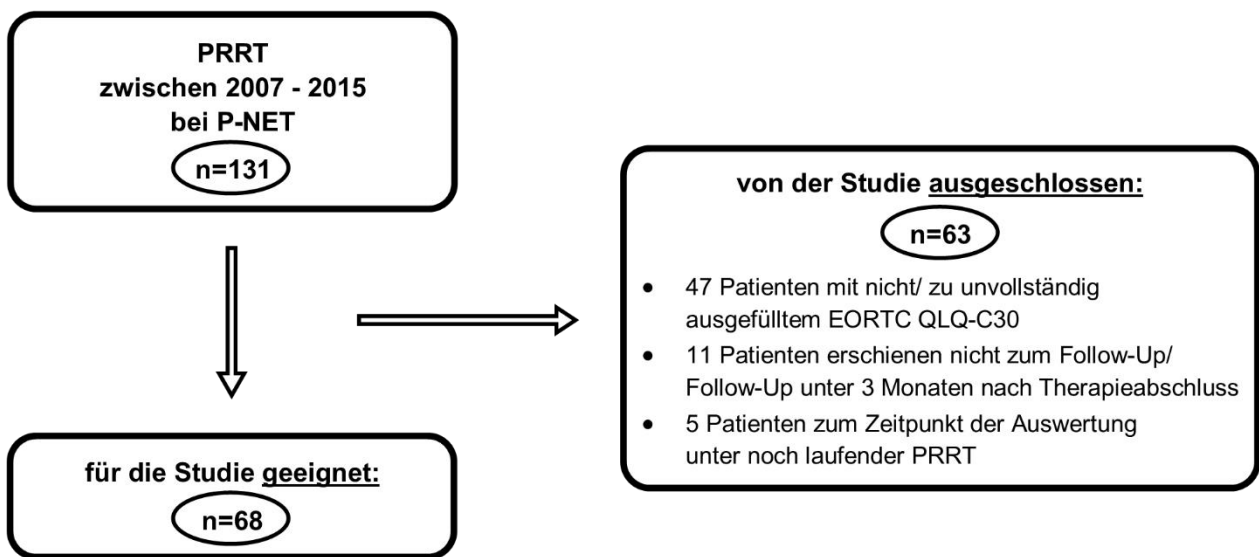 PRRT
zwischen 2007 - 2015
bei P-NET
n=131
von der Studie ausgeschlossen:
n=63
• 47 Patienten mit nicht/ zu unvollständig
ausgefülltem EORTC QLQ-C30
• 11 Patienten erschienen nicht zum Follow-Up/
Follow-Up unter 3 Monaten nach Therapieabschluss
• 5 Patienten zum Zeitpunkt der Auswertung
unter noch laufender PRRT
für die Studie geeignet:
n=68